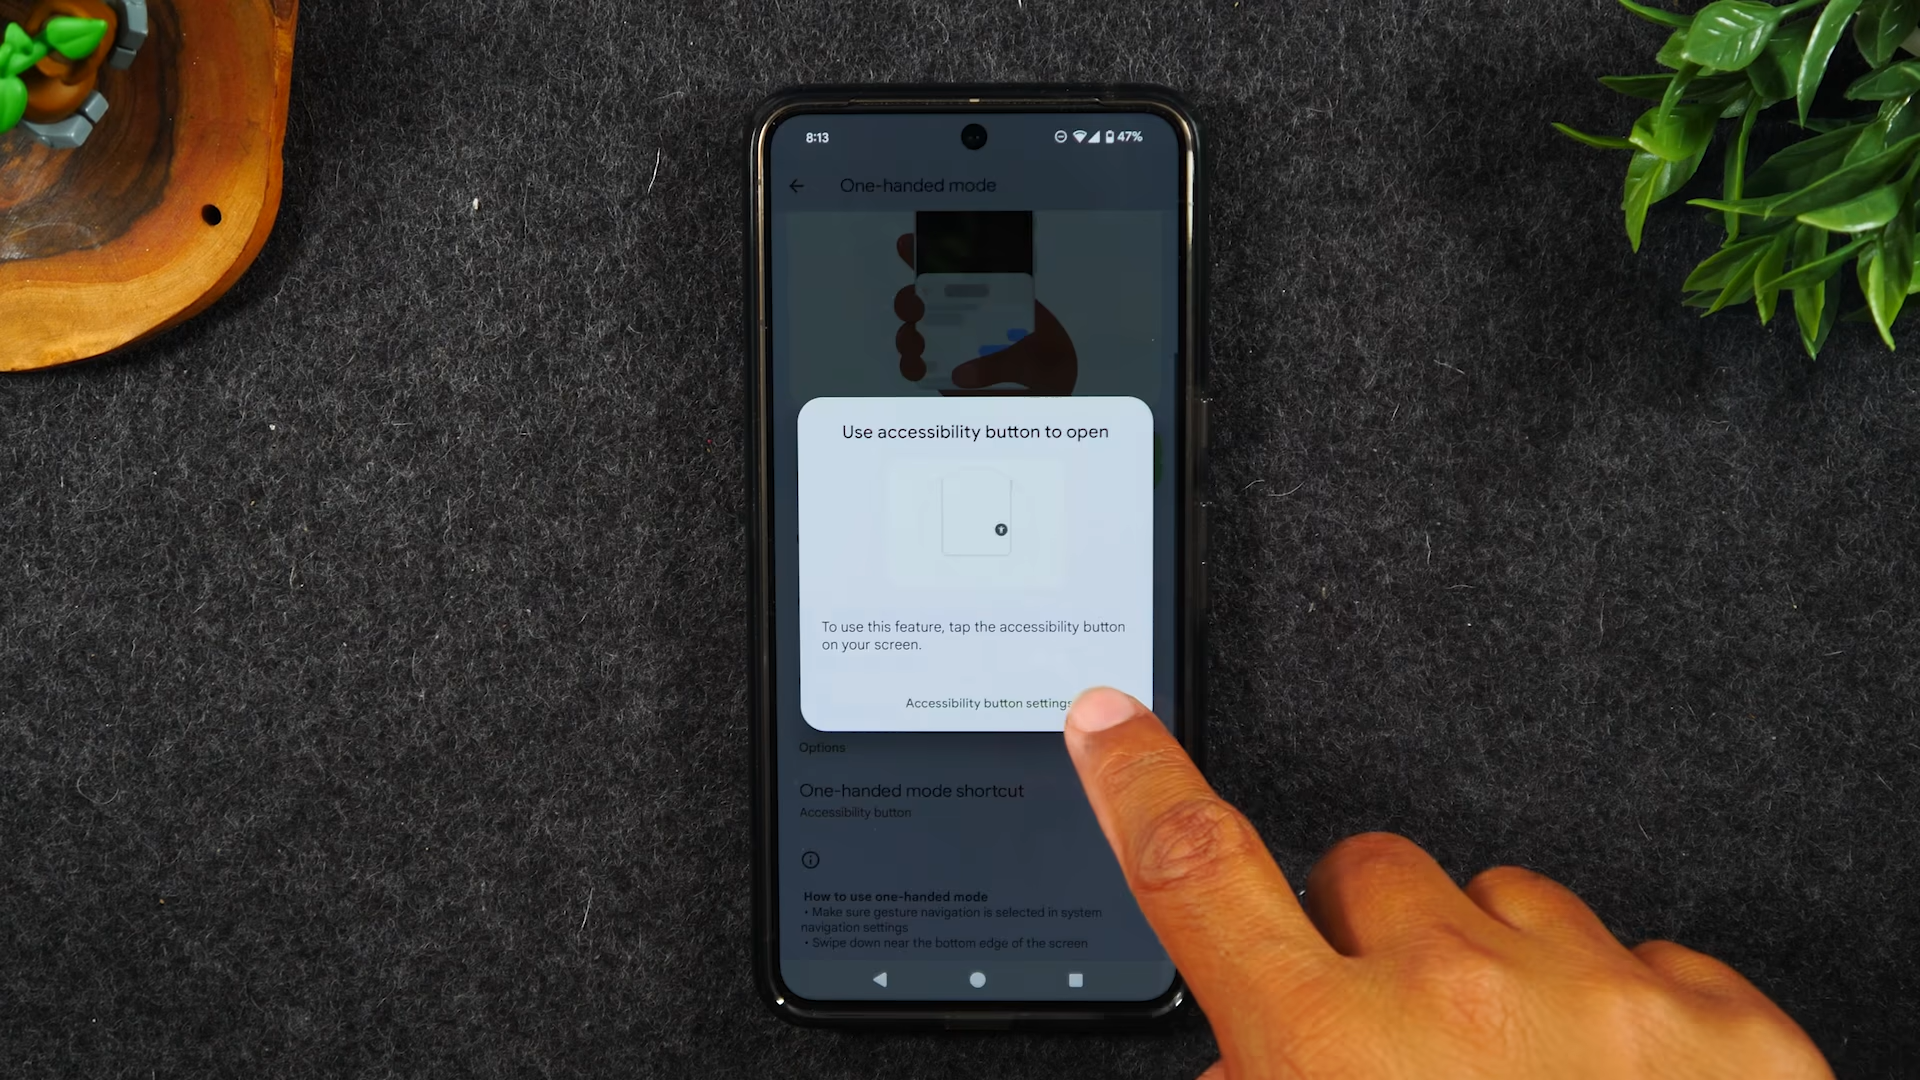 8:13
47%
One-handed mode
Use accessibility button to open
To use this feature, tap the accessibility button
on your screen.
Accessibility button settings
Options
One-handed mode shortcut
Accessibility button
How to use one-handed mode
• Make sure gesture navigation is selected in system
navigation settings
• Swipe down near the bottom edge of the screen